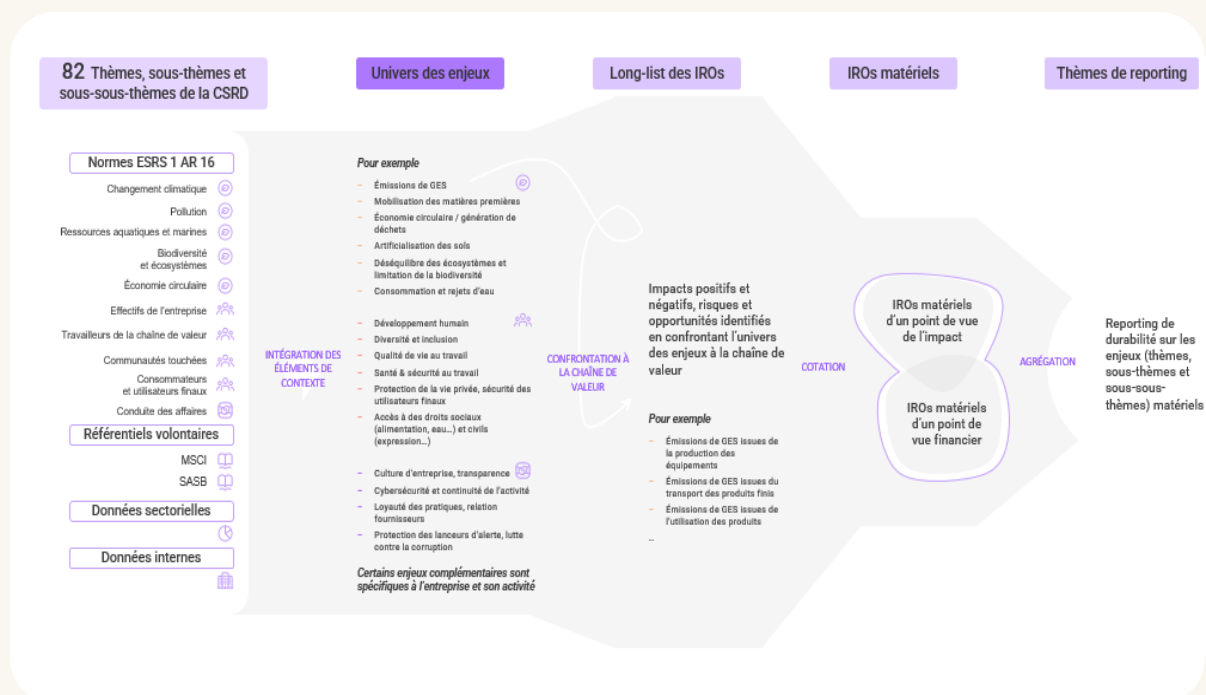 82 Thèmes, sous-thèmes et
sous-sous-thèmes de la CSRD
Univers des enjeux
Long-list des IROs
IROs matériels
Thèmes de reporting
Normes ESRS 1 AR 16
Changement climatique
Pollution
Ressources aquatiques et marines
Biodiversité
et écosystèmes
Économie circulaire
Effectifs de l'entreprise
Travailleurs de la chaîne de valeur
Communautés touchées
Consommateurs
et utilisateurs finaux
Conduite des affaires
Référentiels volontaires
MSCI
SASB
Données sectorielles
Données internes
INTÉGRATION DES
ÉLÉMENTS DE
CONTEXTE
Pour exemple
– Émissions de GES
– Mobilisation des matières premières
– Économie circulaire / génération de
déchets
– Artificialisation des sols
– Déséquilibre des écosystèmes et
limitation de la biodiversité
– Consommation et rejets d'eau
– Développement humain
– Diversité et inclusion
– Qualité de vie au travail
– Santé & sécurité au travail
– Protection de la vie privée, sécurité des
utilisateurs finaux
– Accès à des droits sociaux
(alimentation, eau...) et civils
(expression...)
– Culture d'entreprise, transparence
– Cybersécurité et continuité de l'activité
– Loyauté des pratiques, relation
fournisseurs
– Protection des lanceurs d'alerte, lutte
contre la corruption
Certains enjeux complémentaires sont
spécifiques à l'entreprise et son activité
CONFRONTATION À
LA CHAÎNE DE
VALEUR
Impacts positifs et
négatifs, risques et
opportunités identifiés
en confrontant l'univers
des enjeux à la chaîne de
valeur
Pour exemple
– Émissions de GES issues de
la production des
équipements
– Émissions de GES issues du
transport des produits finis
– Émissions de GES issues de
l'utilisation des produits
..
COTATION
IROs matériels
d'un point de vue
de l'impact
IROs matériels
d'un point de
vue financier
AGRÉGATION
Reporting de
durabilité sur les
enjeux (thèmes,
sous-thèmes et
sous-sous-
thèmes) matériels